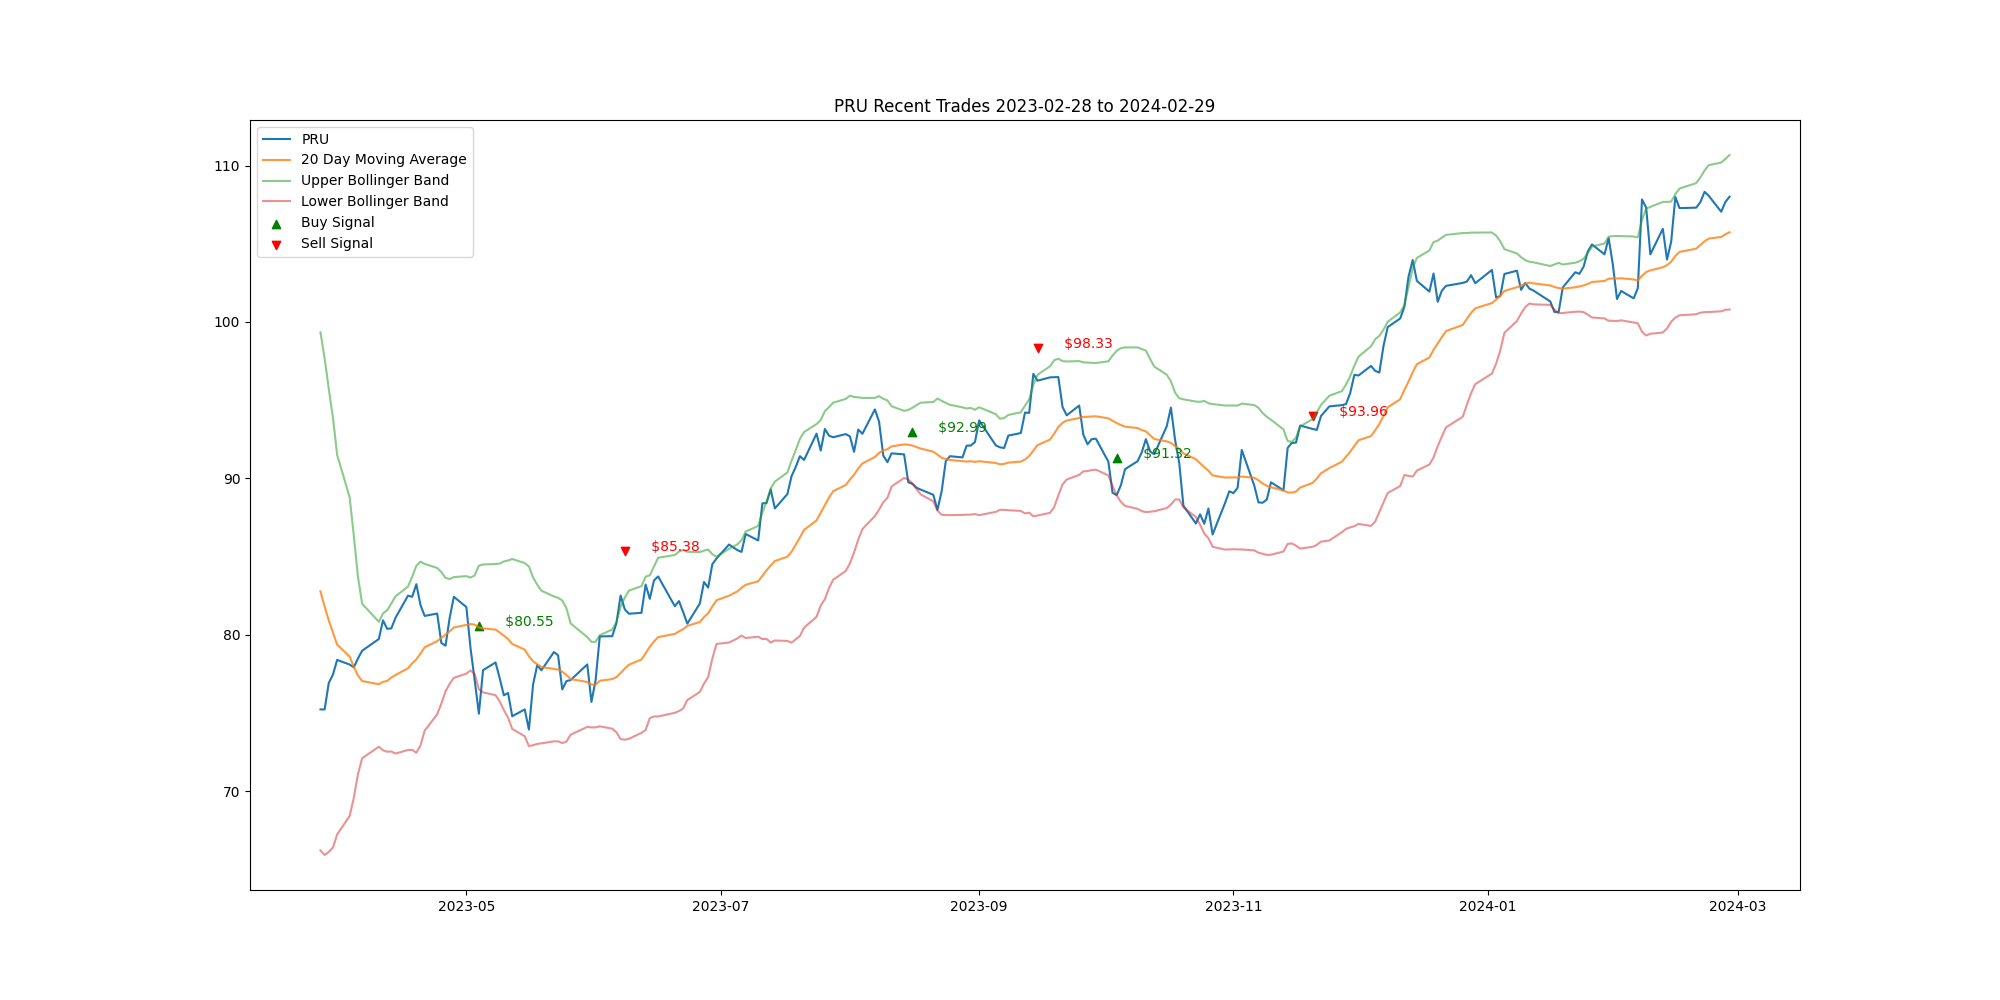 PRU Recent Trades 2023-02-28 to 2024-02-29
PRU
20 Day Moving Average
Upper Bollinger Band
Lower Bollinger Band
Buy Signal
Sell Signal
110
100
90
80
70
$98.33
$93.96
$92.99
$91.32
$85.38
$80.55
2023-05
2023-07
2023-09
2023-11
2024-01
2024-03